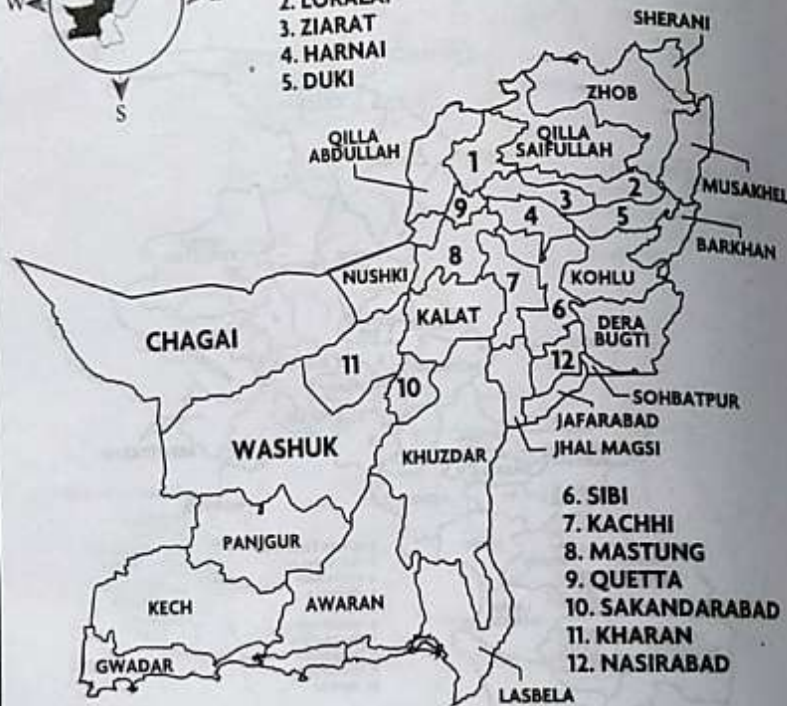 W
S
3. ZIARAT
4. HARNAI
5. DUKI
SHERANI
ZHOB
QILLA
ABDULLAH
QILLA
SAIFULLAH
1
2
3
MUSAKHEL
9
4
5
BARKHAN
8
NUSHKI
7
KOHLU
KALAT
6
CHAGAI
DERA
BUGTI
11
12
10
SOHBATPUR
JAFARABAD
WASHUK
KHUZDAR
JHAL MAGSI
6. SIBI
7. KACHHI
PANJGUR
8. MASTUNG
9. QUETTA
KECH
AWARAN
10. SAKANDARABAD
11. KHARAN
GWADAR
12. NASIRABAD
LASBELA